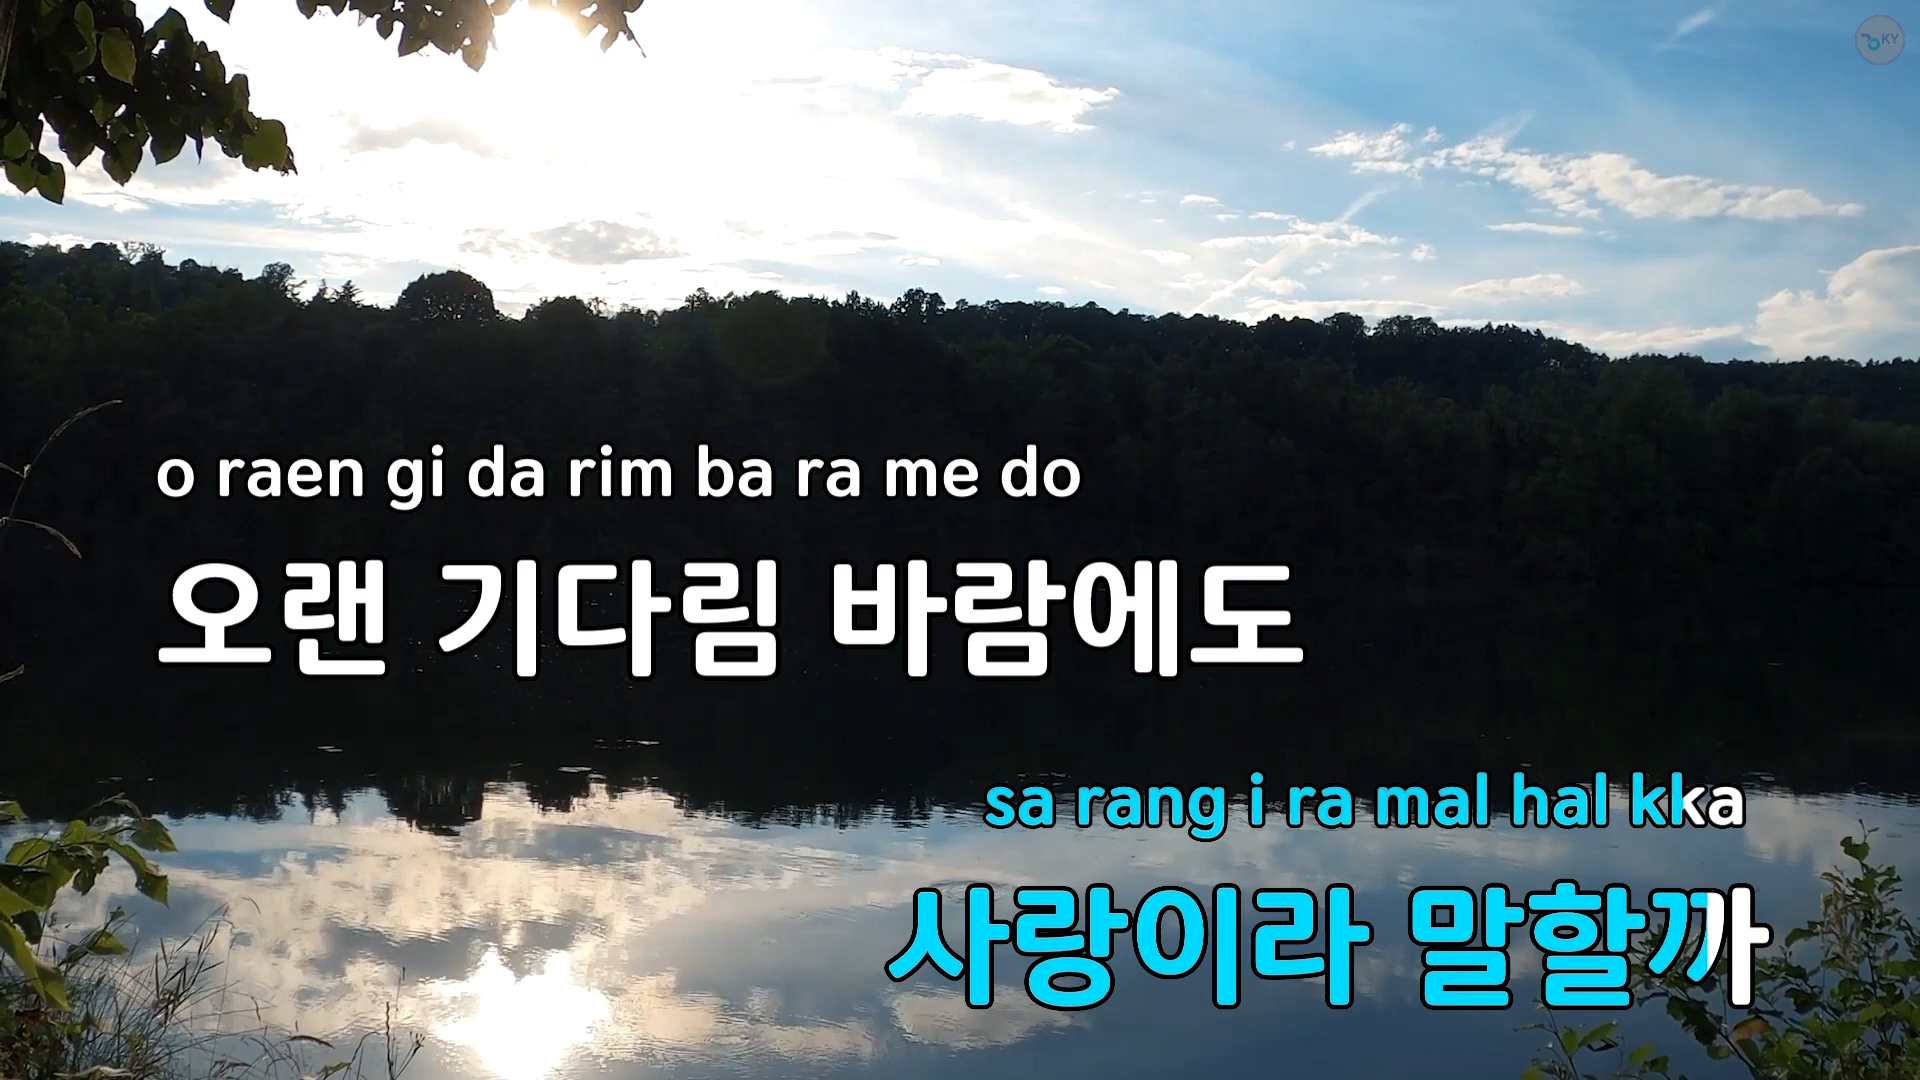 KY
o raen gi da rim ba ra me do
오랜 기다림 바람에도
sa rang i ra mal hal kka
사랑이라 말할까